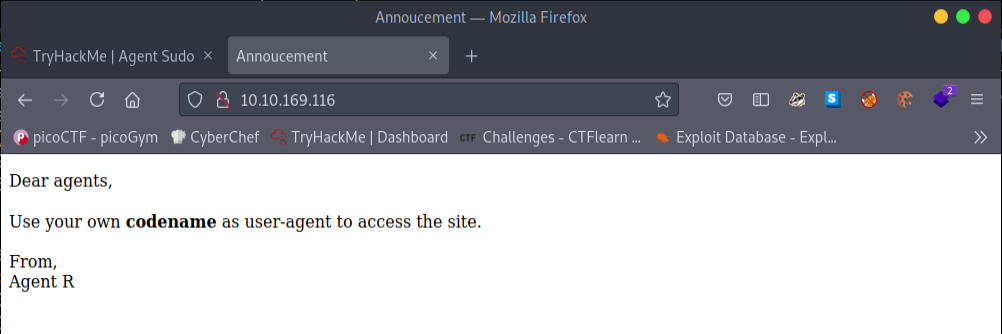 Annoucement — Mozilla Firefox
TryHackMe | Agent Sudo
Annoucement
10.10.169.116
2
picoCTF - picoGym
CyberChef
TryHackMe | Dashboard
CTF
Challenges - CTFlearn ...
Exploit Database - Expl...
Dear agents,
Use your own codename as user-agent to access the site.
From,
Agent R